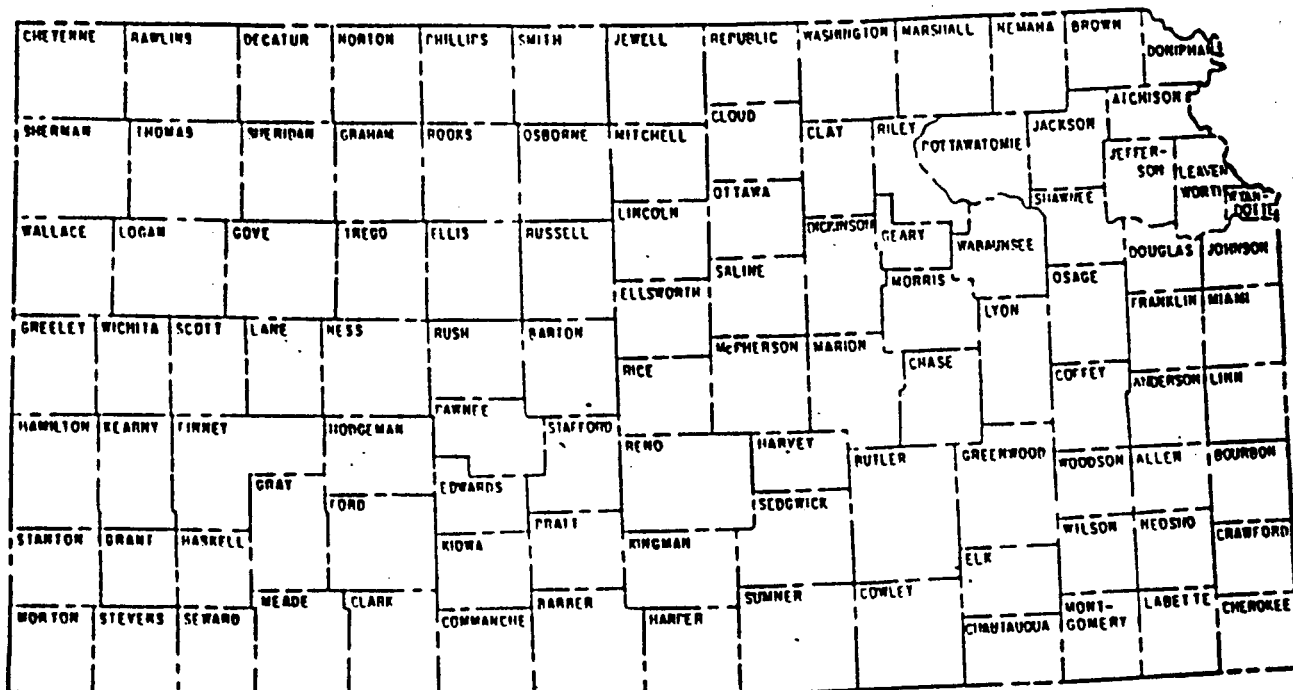 CHEYENNE RAWLINS DECATUR NORTON PHILLIPS SMITH JEWELL REPUBLIC WASHINGTON MARSHALL NEMAHA BROWN
DONIPHAN
ATCHISON
SHERMAN THOMAS SHERIDAN GRAHAM ROOKS OSBORNE MITCHELL CLOUD CLAY RILEY POTTAWATOMIE JACKSON
JEFFER-
SON
LEAVEN
WORTH
WYAN-
DOTTE
OTTAWA
SHAWNEE
LINCOLN
WALLACE LOGAN GOVE TREGO ELLIS RUSSELL DICKINSON GEARY WABAUNSEE
DOUGLAS JOHNSON
SALINE
MORRIS
OSAGE
ELLSWORTH
LYON
FRANKLIN MIAMI
GREELEY WICHITA SCOTT LANE NESS RUSH BARTON
McPHERSON MARION
CHASE
RICE
COFFEY
ANDERSON LINN
PAWNEE
HAMILTON KEARNY FINNEY HODGEMAN STAFFORD
RENO HARVEY
BUTLER GREENWOOD
WOODSON ALLEN BOURBON
GRAY
EDWARDS
FORD
SEDGWICK
PRATT
WILSON NEOSHO
CRAWFORD
STANTON GRANT HASKELL
KIOWA
KINGMAN
ELK
MEADE CLARK
BARBER
SUMNER
COWLEY
MORTON STEVENS SEWARD
COMMANCHE
HARPER
CHAUTAUQUA
MONT-
GOMERY
LABETTE
CHEROKEE